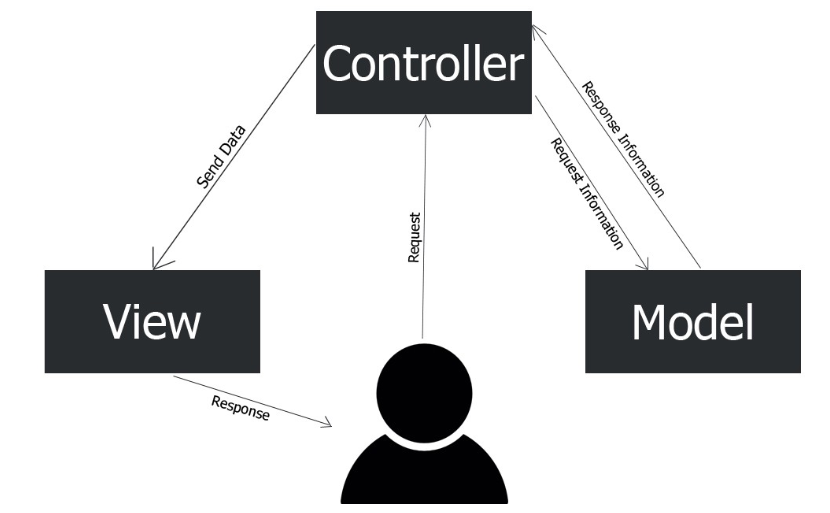 Controller
Send Data
Request
Request Information
Response Information
View
Model
Response